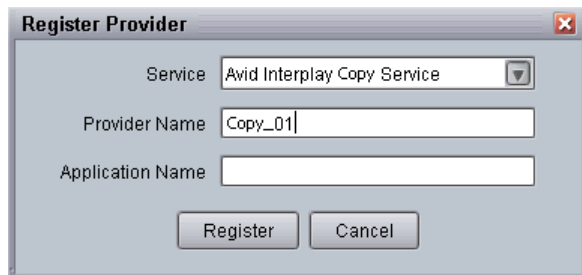 Register Provider
Service Avid Interplay Copy Service
Provider Name Copy_01
Application Name
Register Cancel